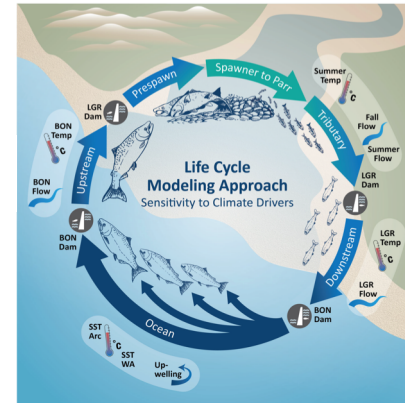 Prespawn
Spawner to Parr
Summer
Temp
°C
Tributary
Fall
Flow
Summer
Flow
LGR
Dam
LGR
Temp
°C
Downstream
LGR
Flow
BON
Dam
Ocean
SST
Arc
°C
SST
WA
Up-
welling
BON
Dam
Upstream
BON
Flow
BON
Temp
°C
LGR
Dam
Life Cycle
Modeling Approach
Sensitivity to Climate Drivers